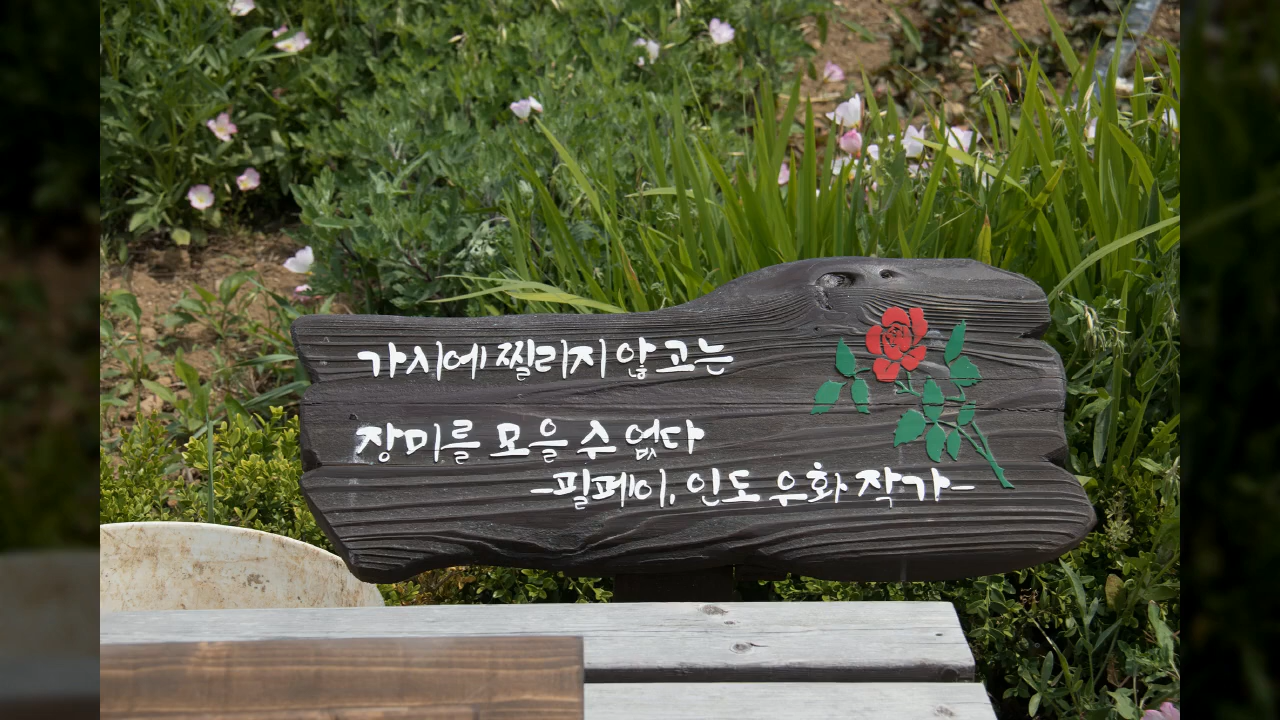 가시에 찔리지 않고는
장미를 모을 수 없다
-필페이, 인도 우화 작가-